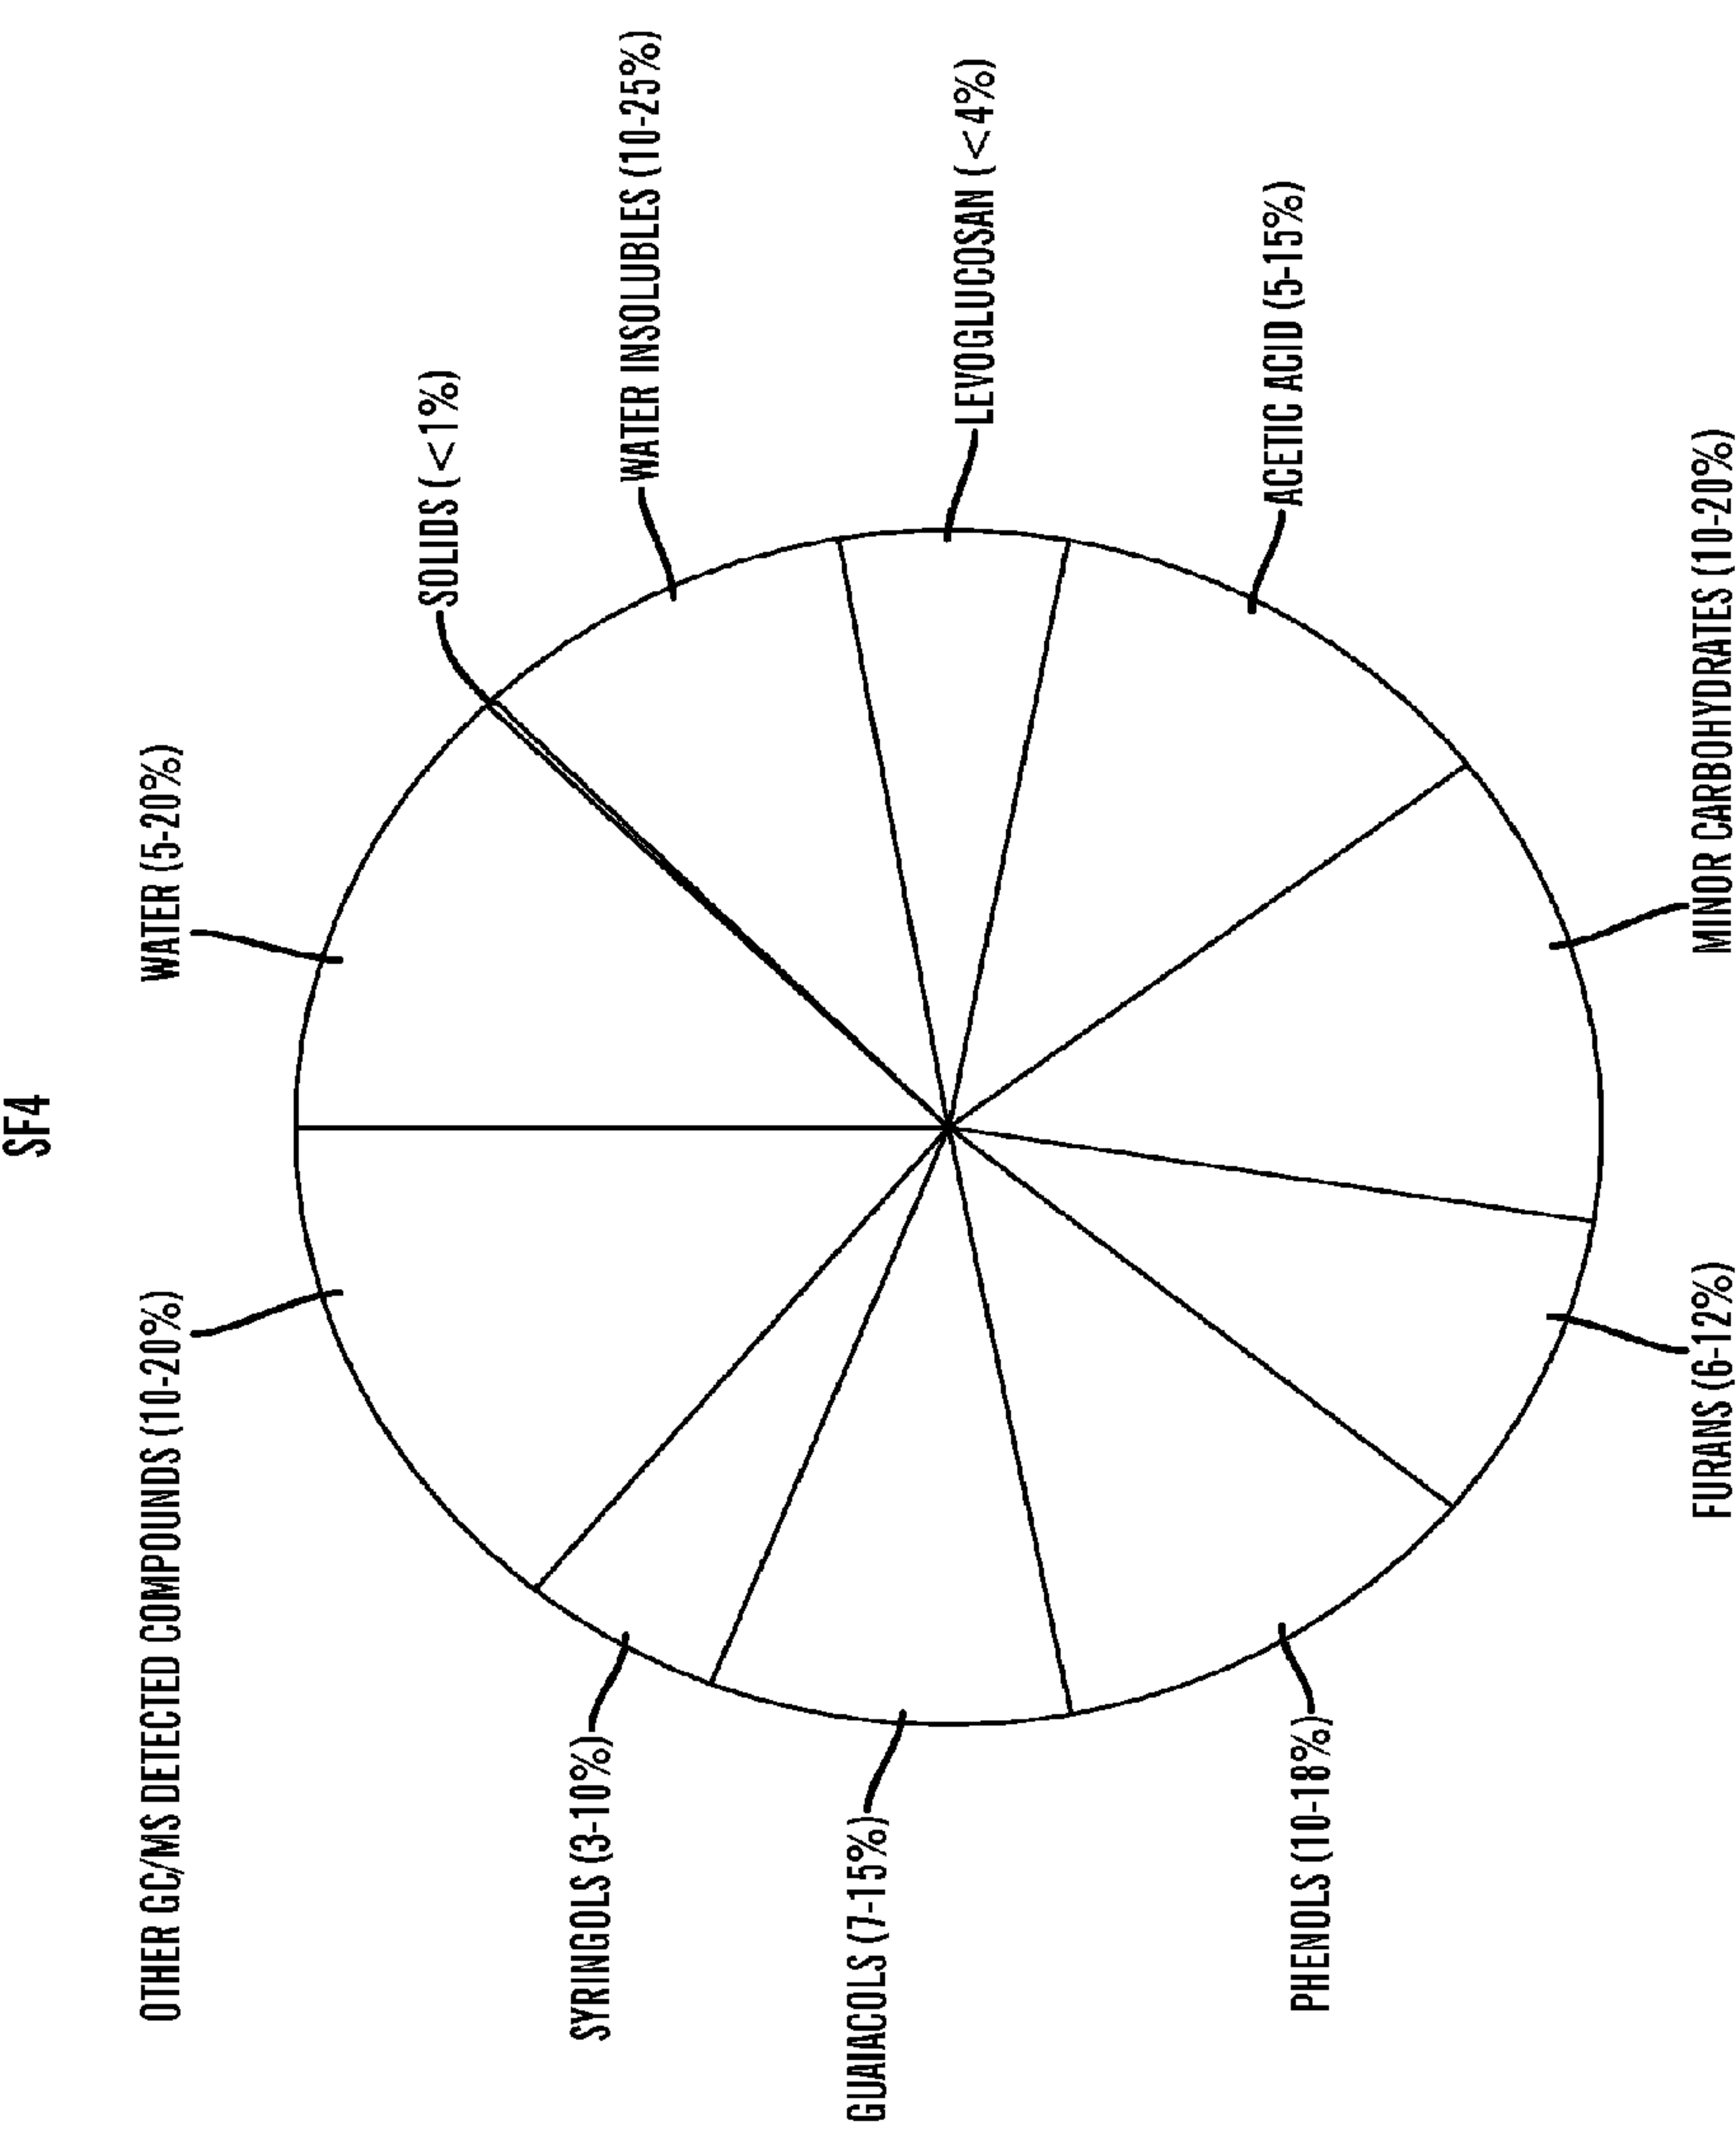 SF4
OTHER GC/MS DETECTED COMPOUNDS (10-20%)
WATER (5-20%)
SOLIDS (<1%)
SYRINGOLS (3-10%)
WATER INSOLUBLES (10-25%)
GUAIACOLS (7-15%)
LEVOGLUCOSAN (<4%)
ACETIC ACID (5-15%)
PHENOLS (10-18%)
FURANS (6-12%)
MINOR CARBOHYDRATES (10-20%)